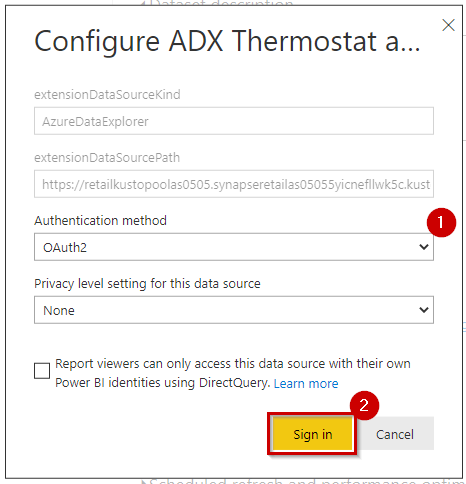 Dataset description
Configure ADX Thermostat a...
extensionDataSourceKind
AzureDataExplorer
extensionDataSourcePath
https://retailkustopoolas0505.synapseretailas05055yicnefllwk5c.kust
Authentication method
1
OAuth2
Privacy level setting for this data source
None
Report viewers can only access this data source with their own
Power BI identities using DirectQuery. Learn more
2
Sign in Cancel
Scheduled refresh and performance optim